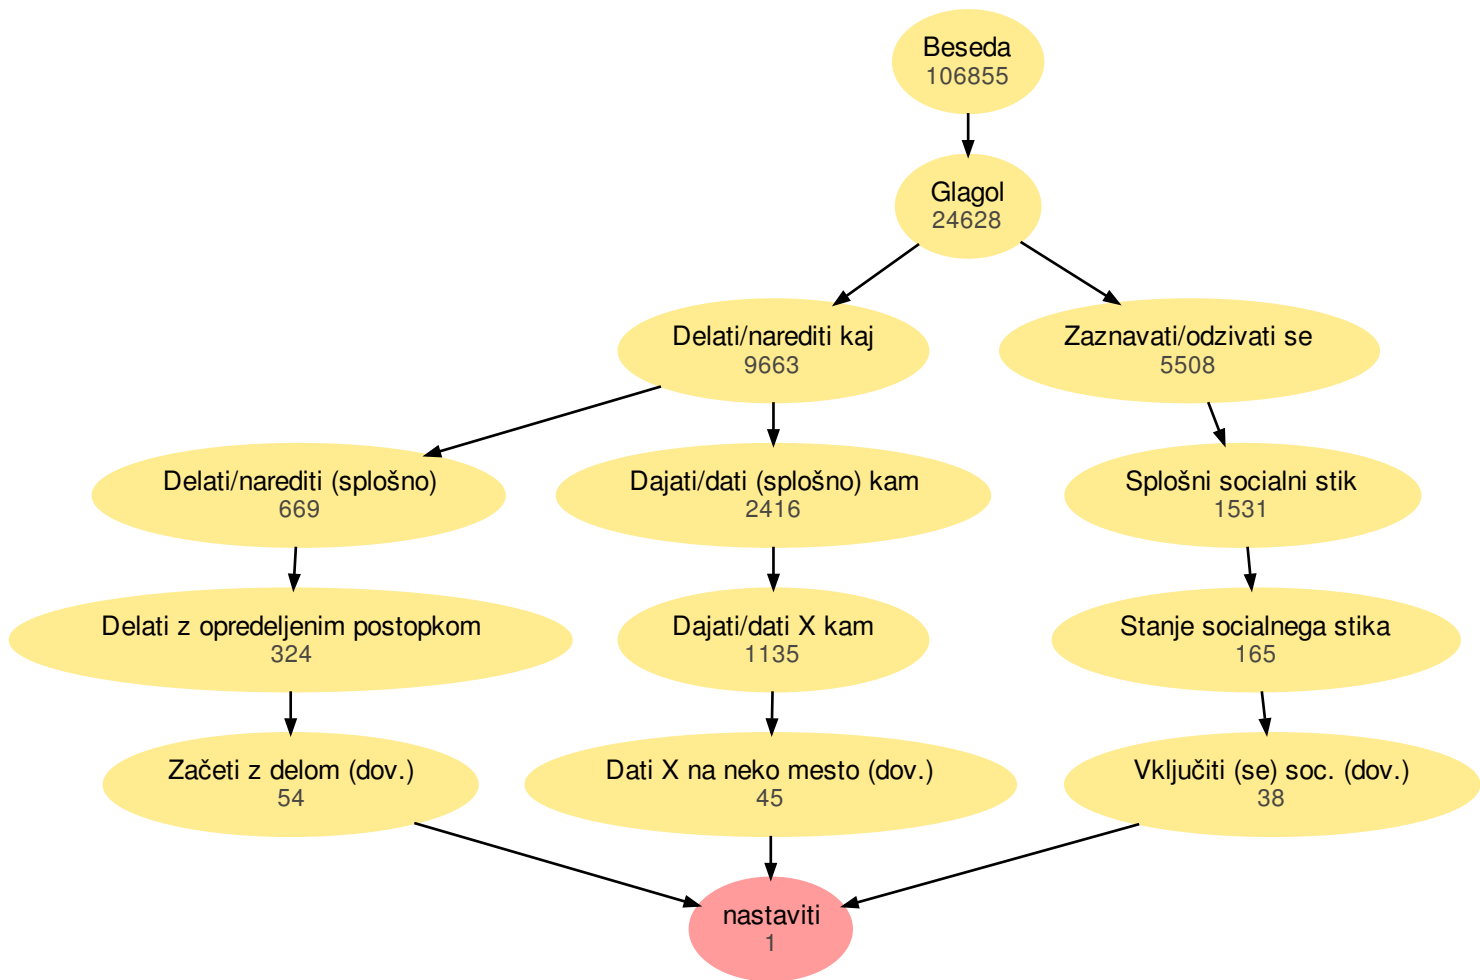 Beseda
106855
Glagol
24628
Delati/narediti kaj
9663
Zaznavati/odzivati se
5508
Delati/narediti (splošno)
669
Dajati/dati (splošno) kam
2416
Splošni socialni stik
1531
Delati z opredeljenim postopkom
324
Dajati/dati X kam
1135
Stanje socialnega stika
165
Začeti z delom (dov.)
54
Dati X na neko mesto (dov.)
45
Vključiti (se) soc. (dov.)
38
nastaviti
1